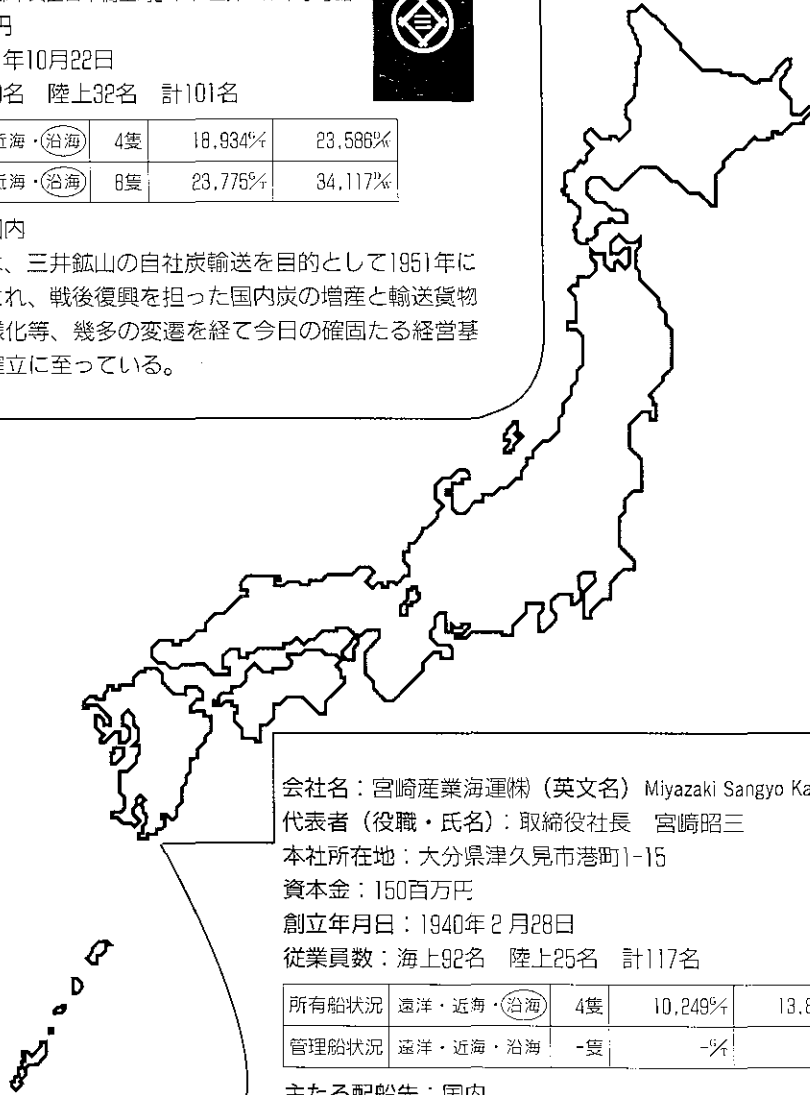 円
年10月22日
名 陸上32名 計101名
近海・沿海 4隻 18,934G/T 23,586D/W
近海・沿海 8隻 23,775G/T 34,117D/W
国内
、三井鉱山の自社炭輸送を目的として1951年に
れ、戦後復興を担った国内炭の増産と輸送貨物
様化等、幾多の変遷を経て今日の確固たる経営基
確立に至っている。
会社名：宮崎産業海運㈱（英文名）Miyazaki Sangyo Ka
代表者（役職・氏名）：取締役社長 宮﨑昭三
本社所在地：大分県津久見市港町1-15
資本金：150百万円
創立年月日：1940年2月28日
従業員数：海上92名 陸上25名 計117名
所有船状況 遠洋・近海・沿海 4隻 10,249G/T 13,8
管理船状況 遠洋・近海・沿海 -隻 -G/T
主たる配船先：国内